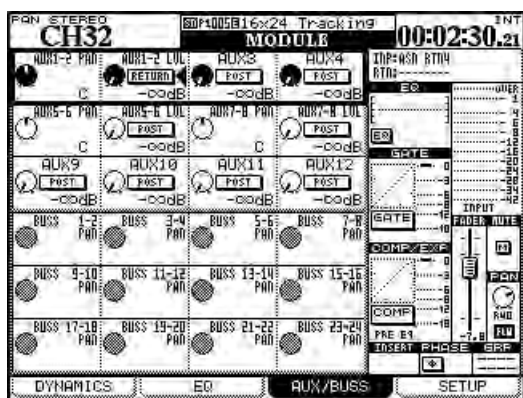 PAN STEREO
CH32
16x24 Tracking
MODULE
INT
00:02:30.21
AUX1-2 PAN AUX1-2 LVL AUX3 AUX4
RETURN POST POST
C -∞dB -∞dB -∞dB
AUX5-6 PAN AUX5-6 LVL AUX7-8 PAN AUX7-8 LVL
POST POST
C -∞dB C -∞dB
AUX9 AUX10 AUX11 AUX12
POST POST POST POST
-∞dB -∞dB -∞dB -∞dB
BUSS 1-2 BUSS 3-4 BUSS 5-6 BUSS 7-8
PAN PAN PAN PAN
BUSS 9-10 BUSS 11-12 BUSS 13-14 BUSS 15-16
PAN PAN PAN PAN
BUSS 17-18 BUSS 19-20 BUSS 21-22 BUSS 23-24
PAN PAN PAN PAN
INP:ASN RTN4
RTN:-------
EQ
EQ
GATE
GATE
COMP/EXP
COMP
PRE EQ
INPUT
FADER MUTE
M
PAN
-7.8
INSERT PHASE GRP
DYNAMICS EQ AUX/BUSS SETUP